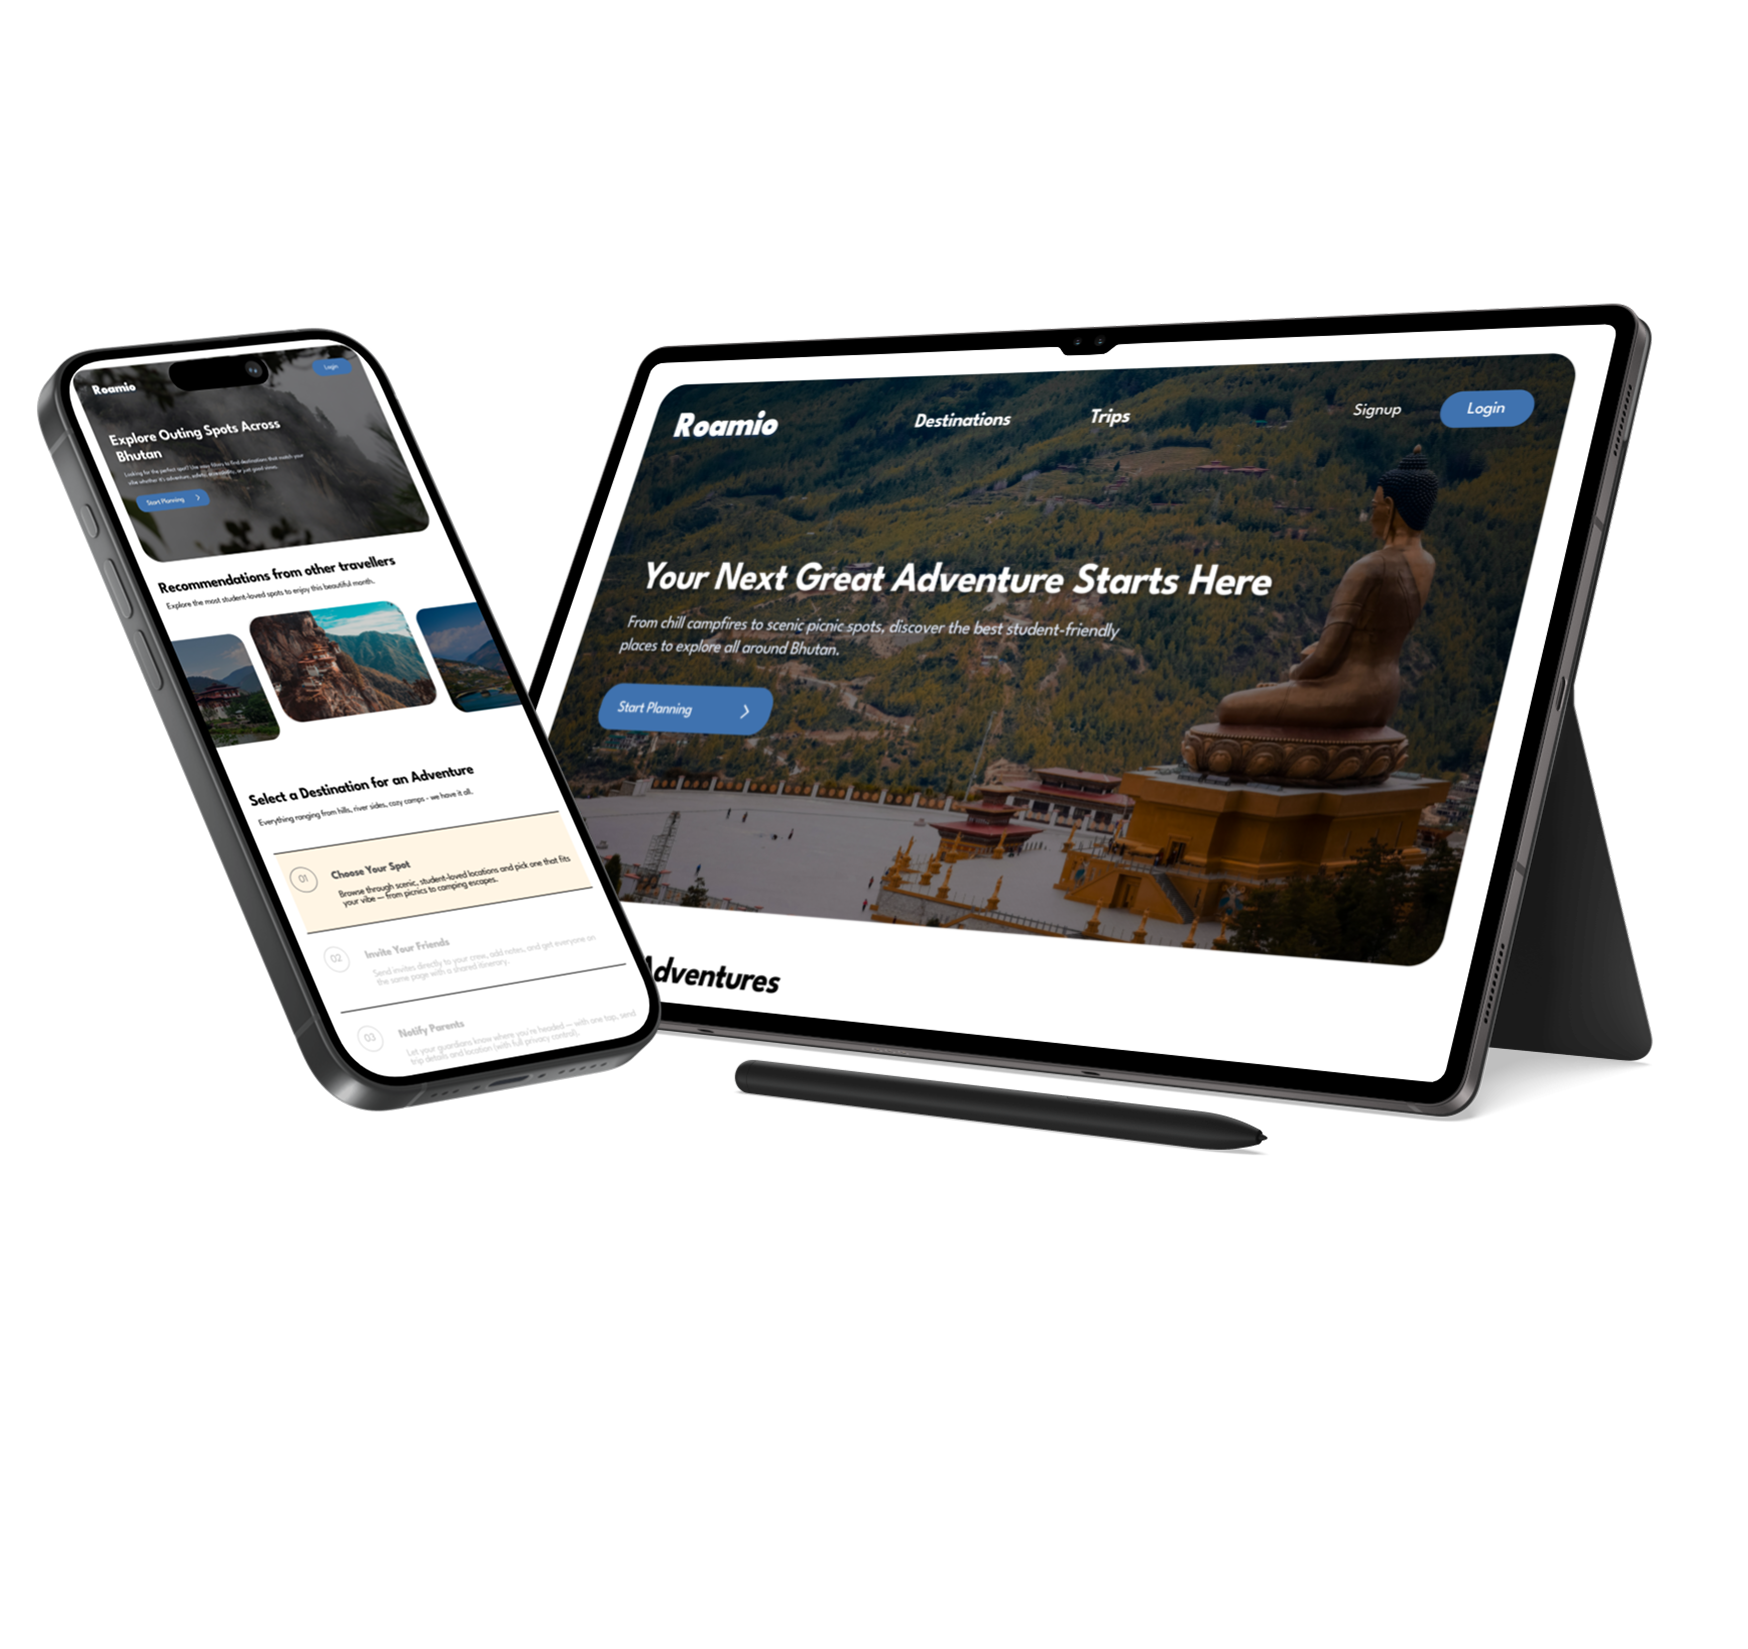 Roamio
Login
Explore Outing Spots Across
Bhutan
Looking for the perfect spot? Use easy filters to find destinations that match your
vibe whether it's adventure, safety, accessibility, or just good views.
Start Planning
Recommendations from other travellers
Explore the most student-loved spots to enjoy this beautiful month.
Select a Destination for an Adventure
Everything ranging from hills, river sides, cozy camps - we have it all.
01
Choose Your Spot
Browse through scenic, student-loved locations and pick one that fits
your vibe — from picnics to camping escapes.
02
Invite Your Friends
Send invites directly to your crew, add notes, and get everyone on
the same page with a shared itinerary.
03
Notify Parents
Let your guardians know where you're headed — with one tap, send
trip details and location (with full privacy control).
Roamio
Destinations
Trips
Signup
Login
Your Next Great Adventure Starts Here
From chill campfires to scenic picnic spots, discover the best student-friendly
places to explore all around Bhutan.
Start Planning
Adventures